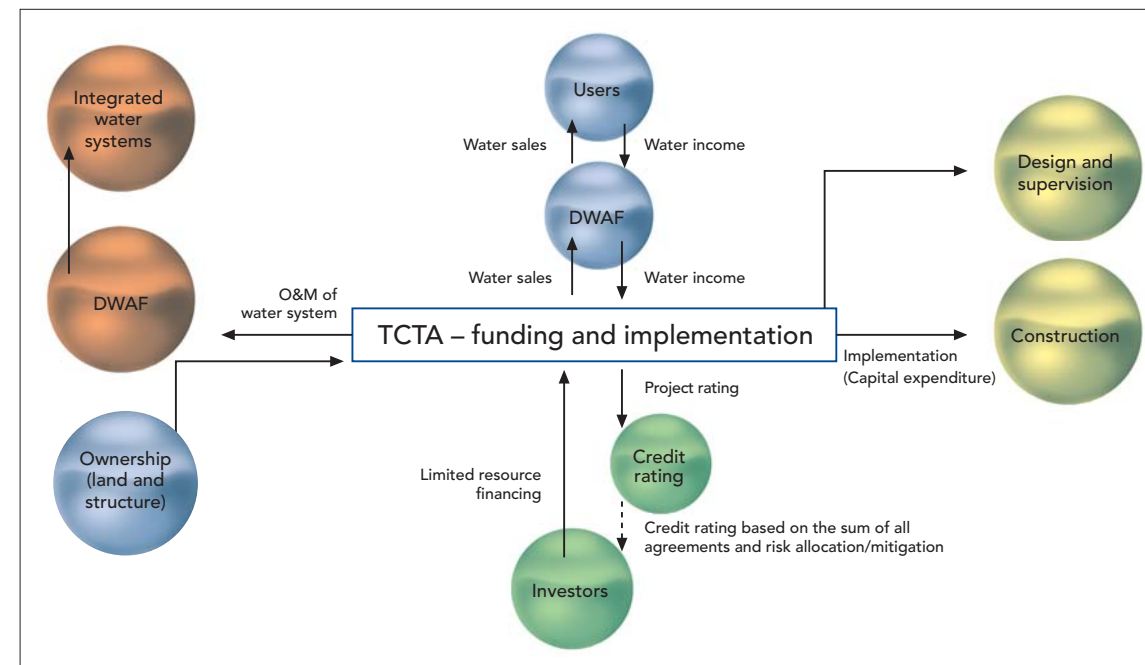 Integrated
water
systems
Users
Water sales
Water income
Design and
supervision
DWAF
DWAF
Water sales
Water income
O&M of
water system
TCTA – funding and implementation
Construction
Implementation
(Capital expenditure)
Project rating
Ownership
(land and
structure)
Credit
rating
Limited resource
financing
Credit rating based on the sum of all
agreements and risk allocation/mitigation
Investors